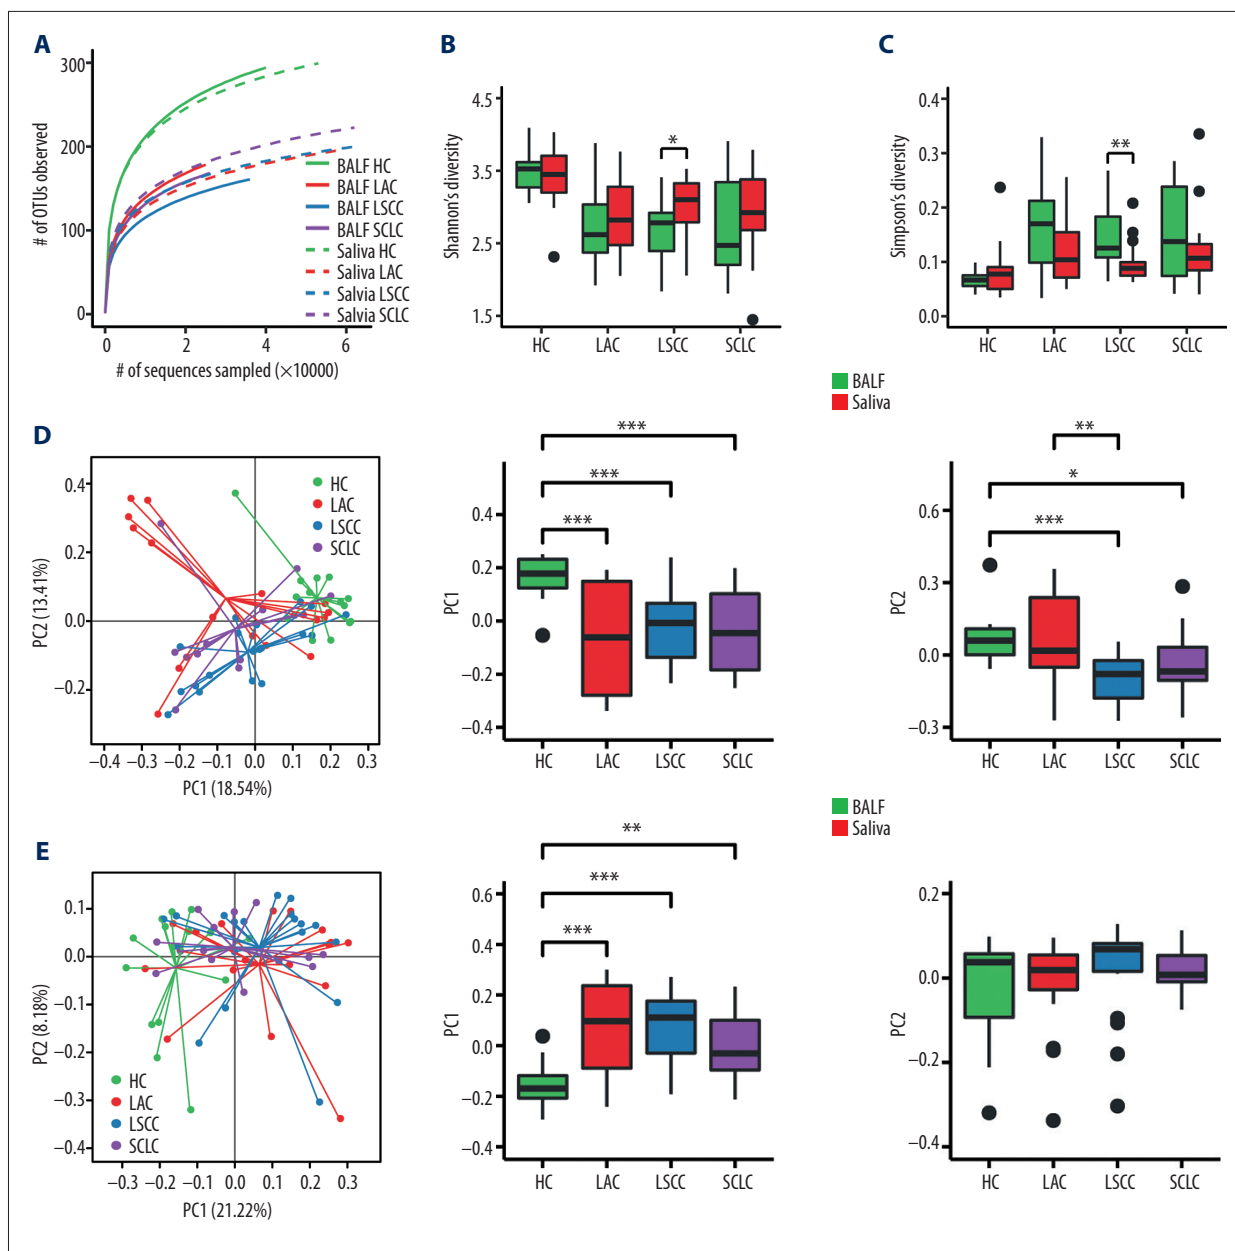 A
300
200
100
0
# of OTUs observed
0
2
4
6
# of sequences sampled (×10000)
BALF HC
BALF LAC
BALF LSCC
BALF SCLC
Saliva HC
Saliva LAC
Salvia LSCC
Salvia SCLC
B
4.5
3.5
2.5
1.5
Shannon's diversity
*
HC
LAC
LSCC
SCLC
C
0.4
0.3
0.2
0.1
0.0
Simpson's diversity
**
HC
LAC
LSCC
SCLC
BALF
Saliva
D
0.4
0.2
0.0
−0.2
PC2 (13.41%)
HC
LAC
LSCC
SCLC
−0.4
−0.3
−0.2
−0.1
0.0
0.1
0.2
0.3
PC1 (18.54%)
***
***
***
0.4
0.2
0.0
−0.2
−0.4
PC1
HC
LAC
LSCC
SCLC
**
*
***
0.6
0.3
0.0
−0.3
PC2
HC
LAC
LSCC
SCLC
BALF
Saliva
E
0.1
0.0
−0.1
−0.2
−0.3
−0.4
PC2 (8.18%)
HC
LAC
LSCC
SCLC
−0.3
−0.2
−0.1
0.0
0.1
0.2
0.3
PC1 (21.22%)
**
***
***
0.6
0.4
0.2
0.0
−0.2
−0.4
PC1
HC
LAC
LSCC
SCLC
0.2
0.0
−0.2
−0.4
PC2
HC
LAC
LSCC
SCLC